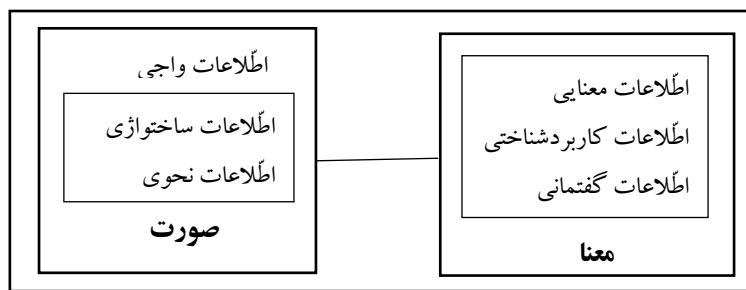 اطّلاعات معنایی
اطّلاعات کاربردشناختی
اطّلاعات گفتمانی
معنا
اطّلاعات واجی
اطّلاعات ساختواژی
اطّلاعات نحوی
صورت